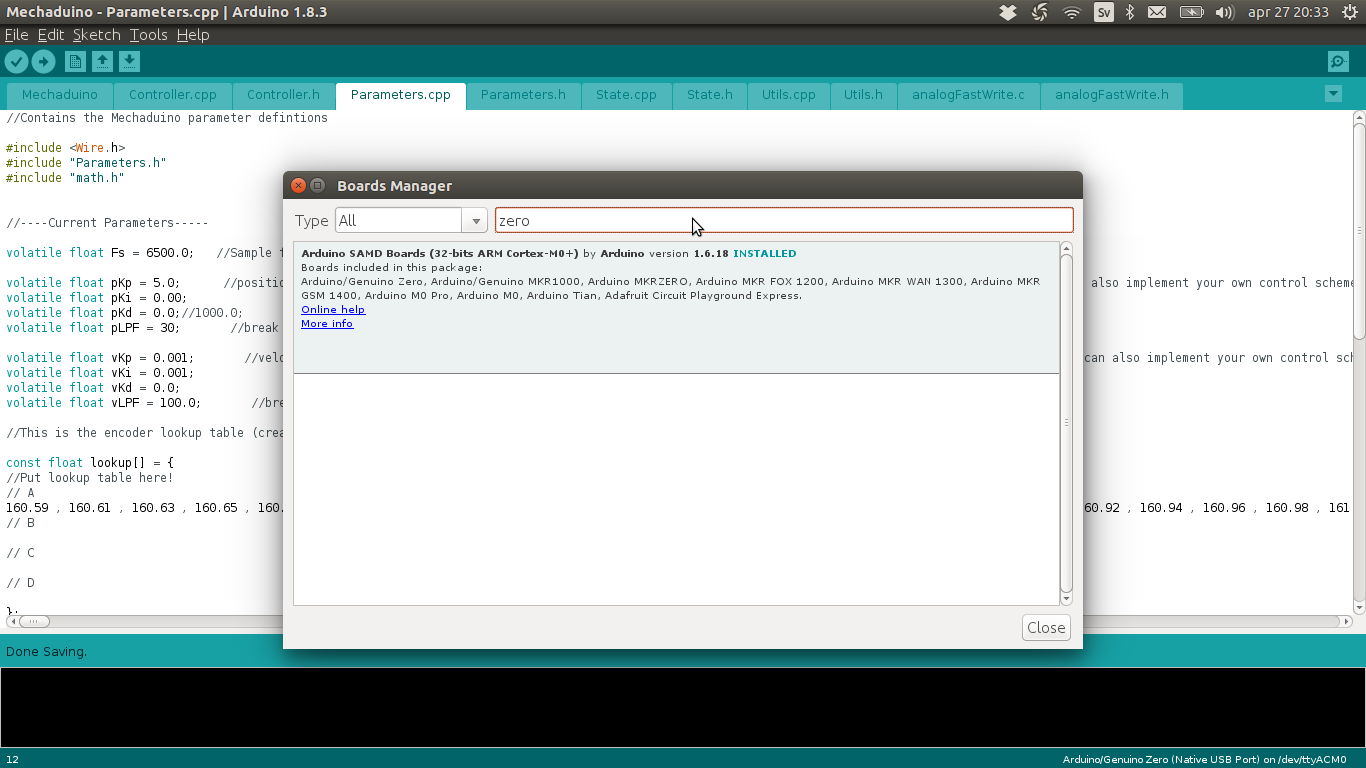 Mechaduino - Parameters.cpp | Arduino 1.8.3
Sv
apr 27 20:33
File Edit Sketch Tools Help
Mechaduino Controller.cpp Controller.h Parameters.cpp Parameters.h State.cpp State.h Utils.cpp Utils.h analogFastWrite.c analogFastWrite.h
//Contains the Mechaduino parameter defintions
#include <Wire.h>
#include "Parameters.h"
#include "math.h"
//----Current Parameters-----
volatile float Fs = 6500.0;   //Sample
volatile float pKp = 5.0;      //positio also implement your own control scheme
volatile float pKi = 0.00;
volatile float pKd = 0.0;//1000.0;
volatile float pLPF = 30;       //break
volatile float vKp = 0.001;       //velo can also implement your own control sch
volatile float vKi = 0.001;
volatile float vKd = 0.0;
volatile float vLPF = 100.0;       //bre
//This is the encoder lookup table (crea
const float lookup[] = {
//Put lookup table here!
// A
160.59 , 160.61 , 160.63 , 160.65 , 160. 60.92 , 160.94 , 160.96 , 160.98 , 161
// B
// C
// D
};
Boards Manager
Type All zero
Arduino SAMD Boards (32-bits ARM Cortex-M0+) by Arduino version 1.6.18 INSTALLED
Boards included in this package:
Arduino/Genuino Zero, Arduino/Genuino MKR1000, Arduino MKRZERO, Arduino MKR FOX 1200, Arduino MKR WAN 1300, Arduino MKR
GSM 1400, Arduino M0 Pro, Arduino M0, Arduino Tian, Adafruit Circuit Playground Express.
Online help
More info
Close
Done Saving.
12
Arduino/Genuino Zero (Native USB Port) on /dev/ttyACM0